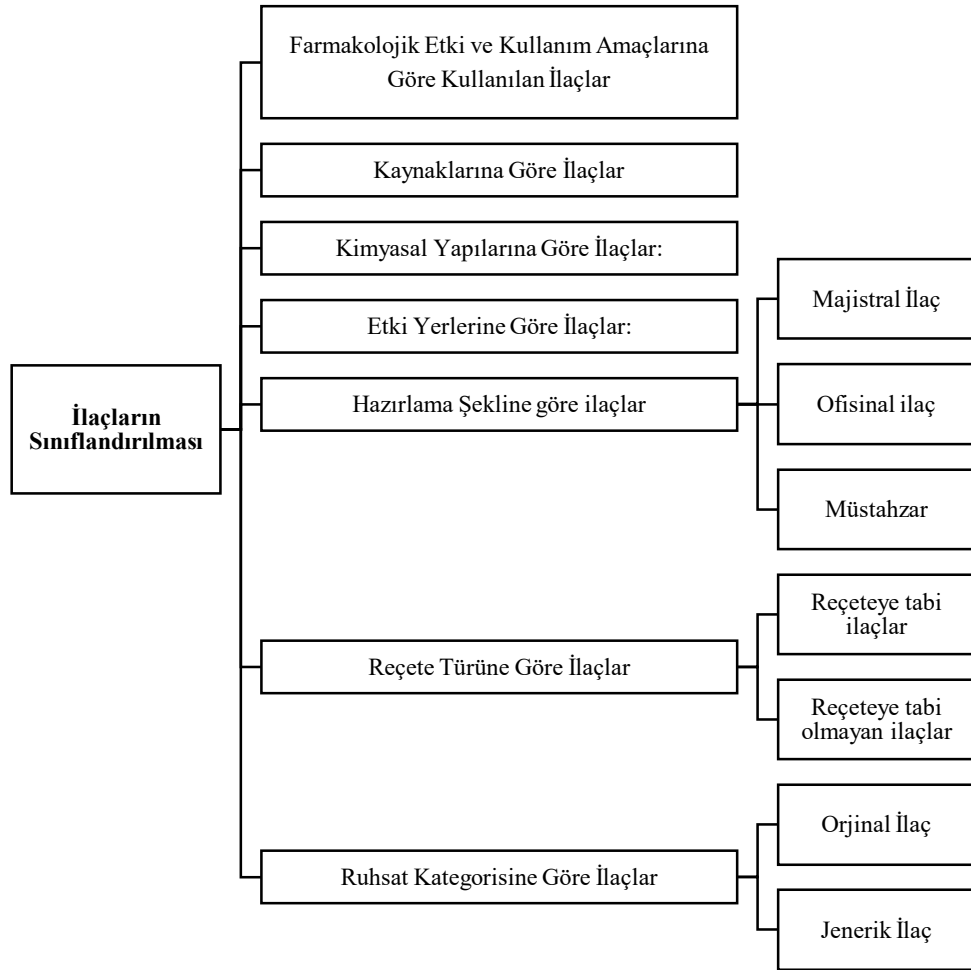 Farmakolojik Etki ve Kullanım Amaçlarına
Göre Kullanılan İlaçlar
Kaynaklarına Göre İlaçlar
Kimyasal Yapılarına Göre İlaçlar:
Etki Yerlerine Göre İlaçlar:
İlaçların
Sınıflandırılması
Hazırlama Şekline göre ilaçlar
Majistral İlaç
Ofisinal ilaç
Müstahzar
Reçete Türüne Göre İlaçlar
Reçeteye tabi
ilaçlar
Reçeteye tabi
olmayan ilaçlar
Ruhsat Kategorisine Göre İlaçlar
Orjinal İlaç
Jenerik İlaç